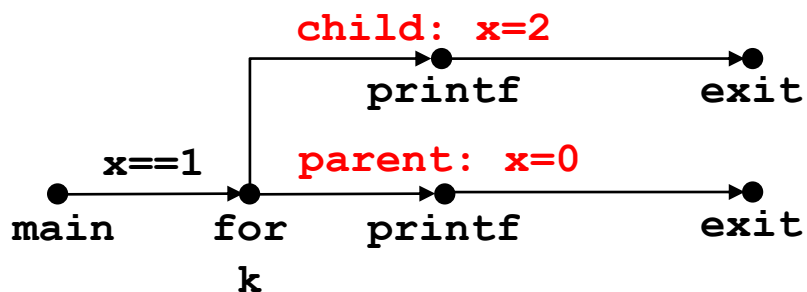 child: x=2
printf
exit
x==1
parent: x=0
main
for
k
printf
exit